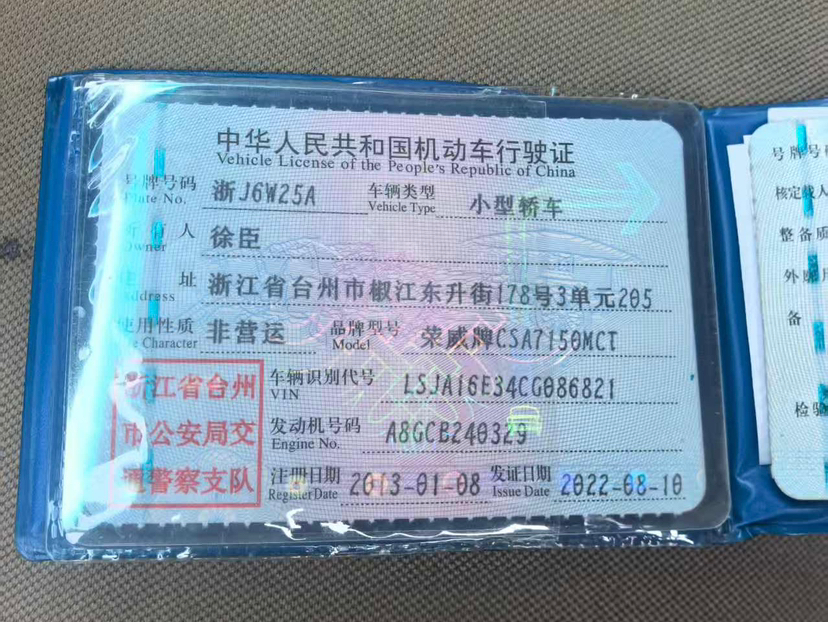 中华人民共和国机动车行驶证
Vehicle License of the People's Republic of China
号牌号码 浙J6W25A 车辆类型 小型轿车
Plate No. Vehicle Type
所有人 徐臣
Owner
住 址 浙江省台州市椒江东升街178号3单元205
Address
使用性质 非营运 品牌型号 荣威牌CSA7150MCT
Use Character Model
浙江省台州
市公安局交
通警察支队
车辆识别代号 LSJA16E34CG086821
VIN
发动机号码 A8GCB240329
Engine No.
注册日期 2013-01-08 发证日期 2022-08-10
Register Date Issue Date
号牌号
核定载人
整备质
外廓
备
检验